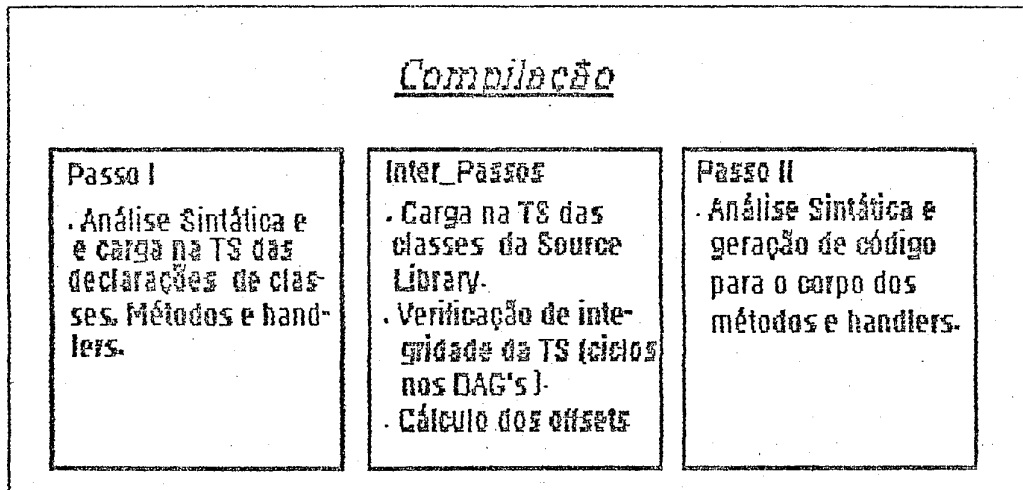 Compilação
Passo I
. Análise Sintática e
e carga na TS das
declarações de clas-
ses. Métodos e hand-
lers.
Inter_Passos
. Carga na TS das
classes da Source
Library.
. Verificação de inte-
gridade da TS (ciclos
nos DAG's ).
. Cálculo dos offsets
Passo II
. Análise Sintática e
geração de código
para o corpo dos
métodos e handlers.